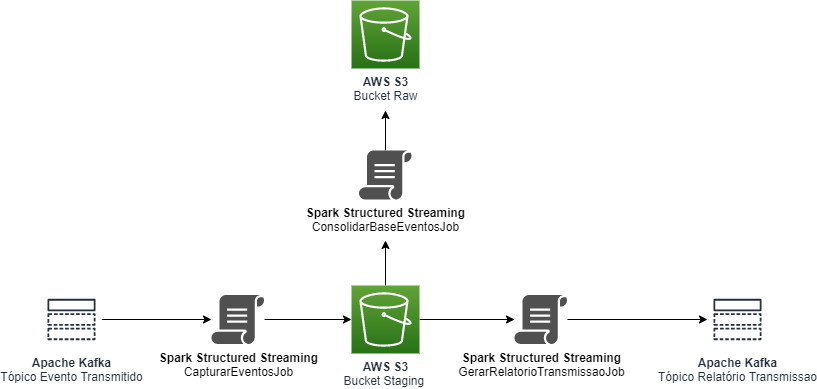 AWS S3
Bucket Raw
Spark Structured Streaming
ConsolidarBaseEventosJob
Apache Kafka
Tópico Evento Transmitido
Spark Structured Streaming
CapturarEventosJob
AWS S3
Bucket Staging
Spark Structured Streaming
GerarRelatorioTransmissaoJob
Apache Kafka
Tópico Relatório Transmissao